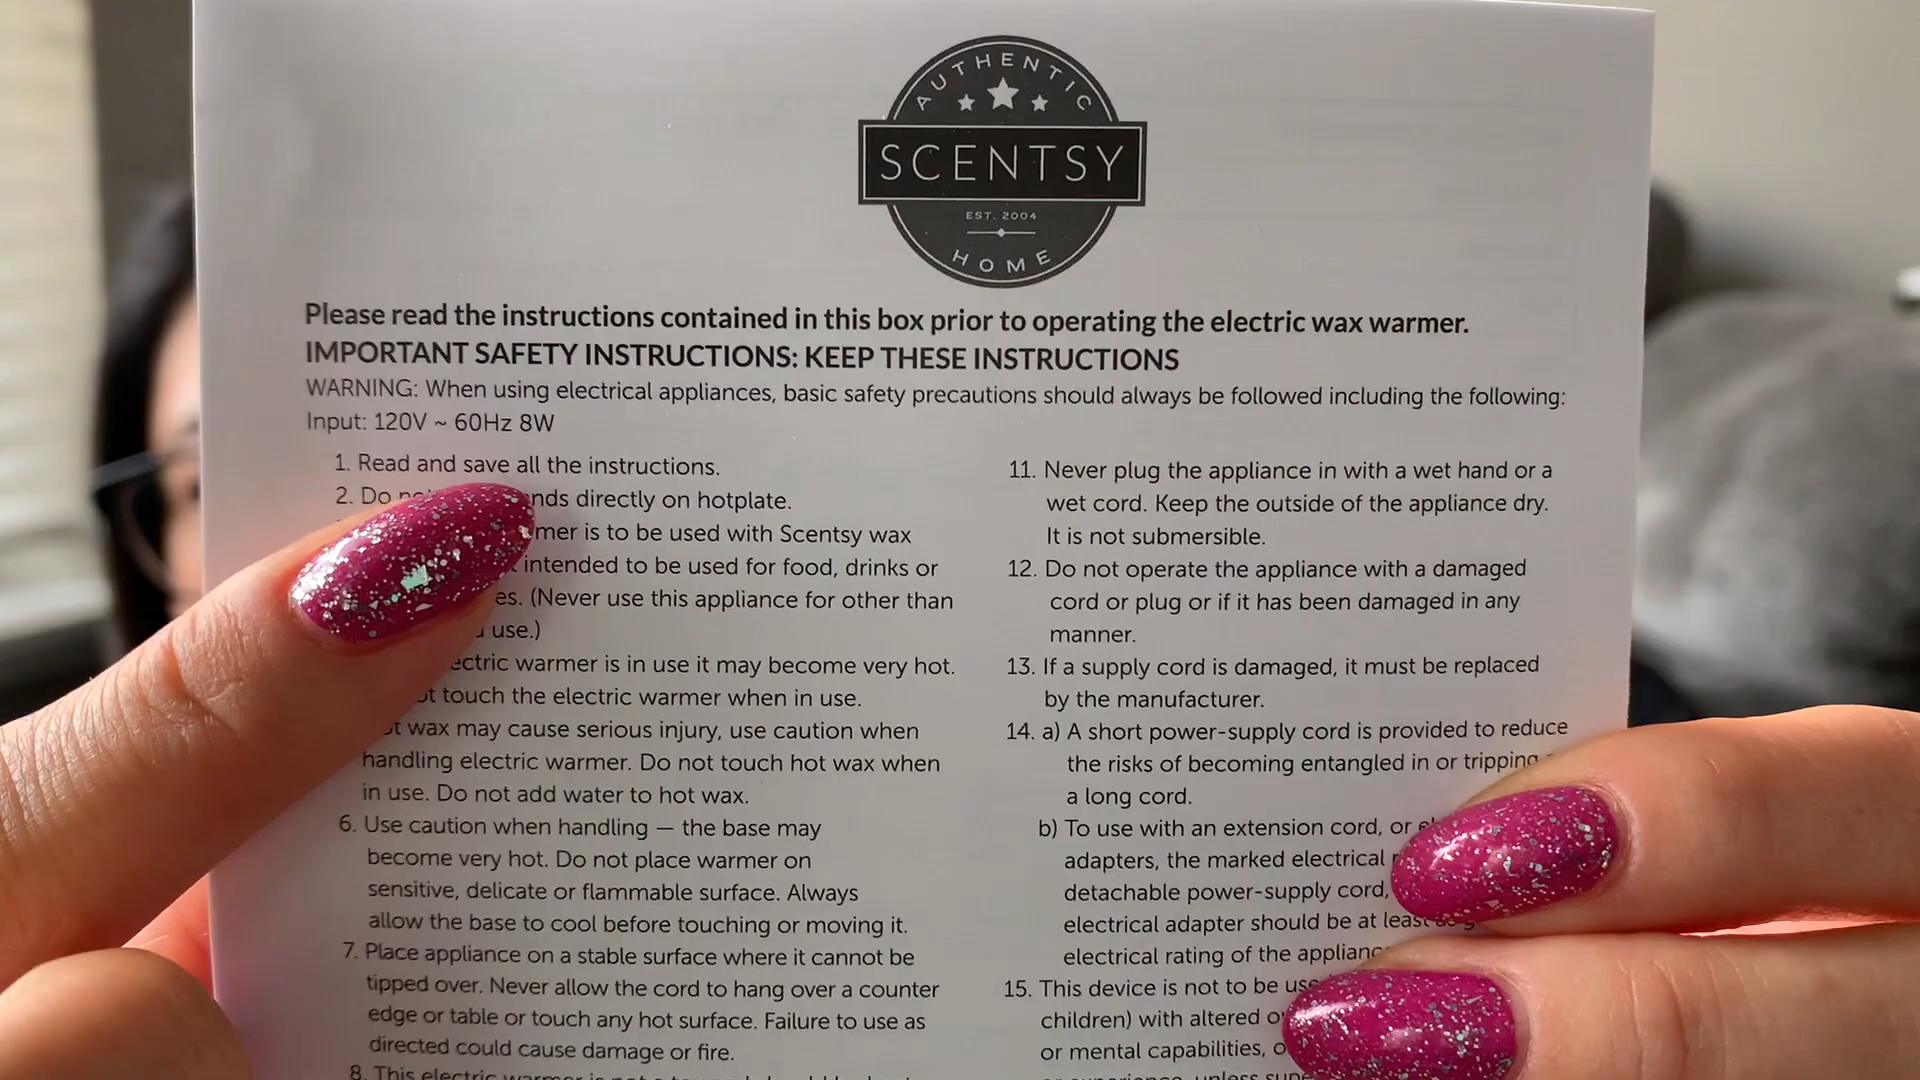 AUTHENTIC
SCENTSY
EST. 2004
HOME
Please read the instructions contained in this box prior to operating the electric wax warmer.
IMPORTANT SAFETY INSTRUCTIONS: KEEP THESE INSTRUCTIONS
WARNING: When using electrical appliances, basic safety precautions should always be followed including the following:
Input: 120V ~ 60Hz 8W
1. Read and save all the instructions.
2. Do directly on hotplate.
is to be used with Scentsy wax
intended to be used for food, drinks or
(Never use this appliance for other than
use.)
warmer is in use it may become very hot.
touch the electric warmer when in use.
wax may cause serious injury, use caution when
handling electric warmer. Do not touch hot wax when
in use. Do not add water to hot wax.
6. Use caution when handling — the base may
become very hot. Do not place warmer on
sensitive, delicate or flammable surface. Always
allow the base to cool before touching or moving it.
7. Place appliance on a stable surface where it cannot be
tipped over. Never allow the cord to hang over a counter
edge or table or touch any hot surface. Failure to use as
directed could cause damage or fire.
8. This electric
11. Never plug the appliance in with a wet hand or a
wet cord. Keep the outside of the appliance dry.
It is not submersible.
12. Do not operate the appliance with a damaged
cord or plug or if it has been damaged in any
manner.
13. If a supply cord is damaged, it must be replaced
by the manufacturer.
14. a) A short power-supply cord is provided to reduce
the risks of becoming entangled in or tripping
a long cord.
b) To use with an extension cord, or
adapters, the marked electrical
detachable power-supply cord,
electrical adapter should be at least
electrical rating of the
15. This device is not to be
children) with altered
or mental capabilities,